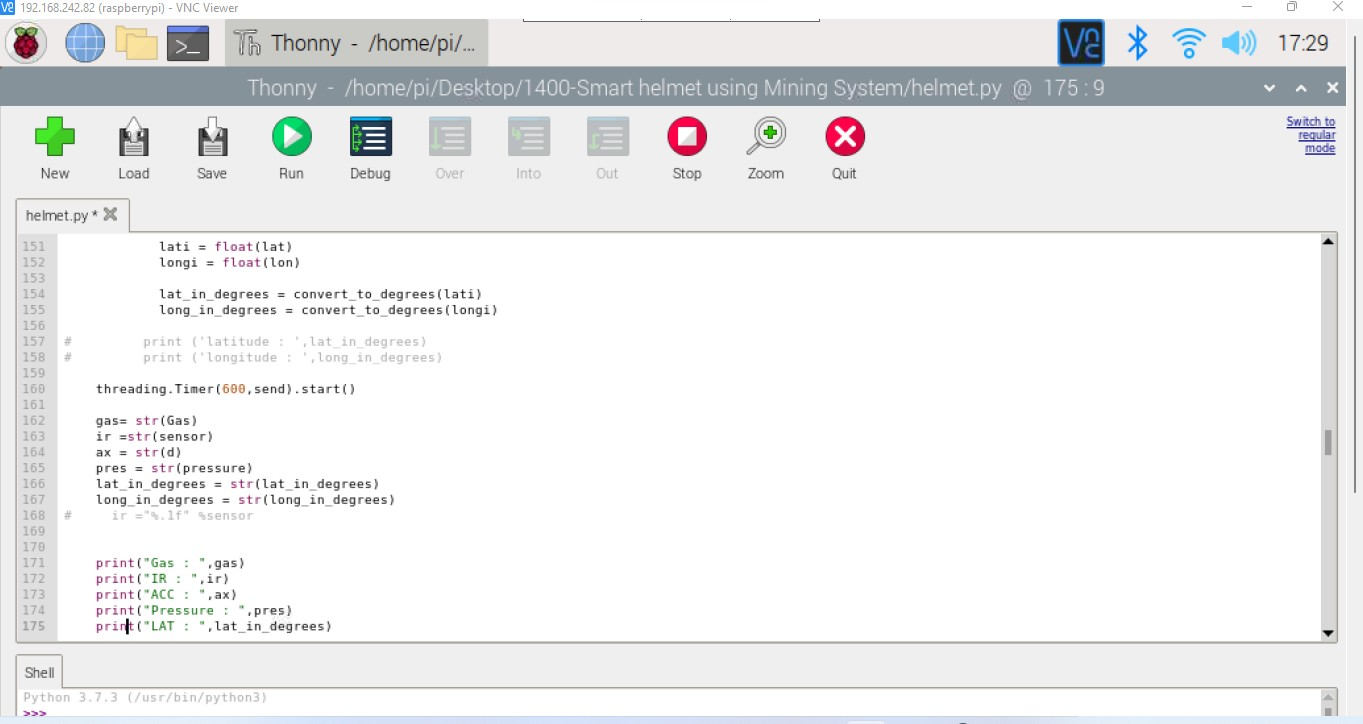 192.168.242.82 (raspberrypi) - VNC Viewer
Thonny - /home/pi/...
17:29
Thonny - /home/pi/Desktop/1400-Smart helmet using Mining System/helmet.py @ 175 : 9
New Load Save Run Debug Over Into Out Stop Zoom Quit
Switch to
regular
mode
helmet.py *
151 lati = float(lat)
152 longi = float(lon)
153
154 lat_in_degrees = convert_to_degrees(lati)
155 long_in_degrees = convert_to_degrees(longi)
156
157 # print ('latitude : ',lat_in_degrees)
158 # print ('longitude : ',long_in_degrees)
159
160 threading.Timer(600,send).start()
161
162 gas= str(Gas)
163 ir =str(sensor)
164 ax = str(d)
165 pres = str(pressure)
166 lat_in_degrees = str(lat_in_degrees)
167 long_in_degrees = str(long_in_degrees)
168 # ir ="%.1f" %sensor
169
170
171 print("Gas : ",gas)
172 print("IR : ",ir)
173 print("ACC : ",ax)
174 print("Pressure : ",pres)
175 print("LAT : ",lat_in_degrees)
Shell
Python 3.7.3 (/usr/bin/python3)
>>>